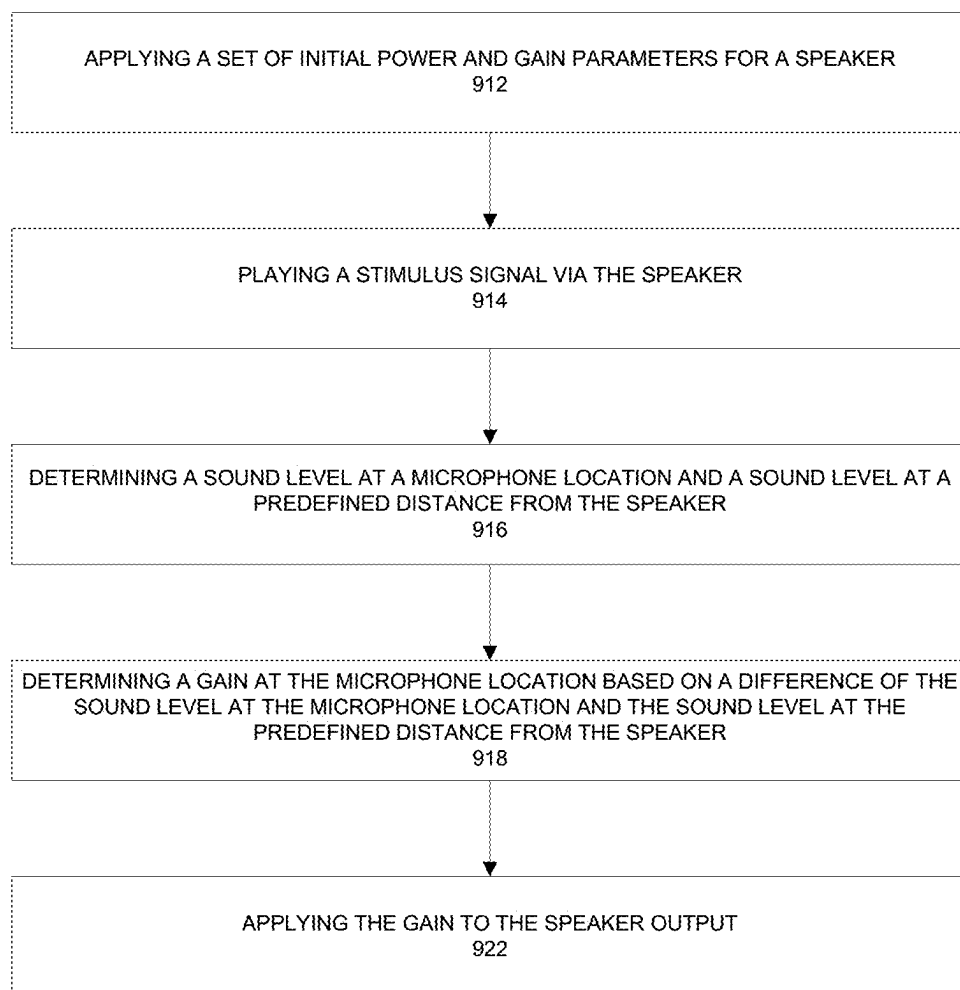 APPLYING A SET OF INITIAL POWER AND GAIN PARAMETERS FOR A SPEAKER
912
PLAYING A STIMULUS SIGNAL VIA THE SPEAKER
914
DETERMINING A SOUND LEVEL AT A MICROPHONE LOCATION AND A SOUND LEVEL AT A
PREDEFINED DISTANCE FROM THE SPEAKER
916
DETERMINING A GAIN AT THE MICROPHONE LOCATION BASED ON A DIFFERENCE OF THE
SOUND LEVEL AT THE MICROPHONE LOCATION AND THE SOUND LEVEL AT THE
PREDEFINED DISTANCE FROM THE SPEAKER
918
APPLYING THE GAIN TO THE SPEAKER OUTPUT
922